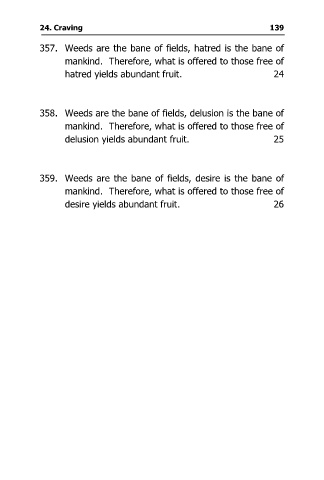 24. Craving 139
357. Weeds are the bane of fields, hatred is the bane of
mankind. Therefore, what is offered to those free of
hatred yields abundant fruit. 24
358. Weeds are the bane of fields, delusion is the bane of
mankind. Therefore, what is offered to those free of
delusion yields abundant fruit. 25
359. Weeds are the bane of fields, desire is the bane of
mankind. Therefore, what is offered to those free of
desire yields abundant fruit. 26